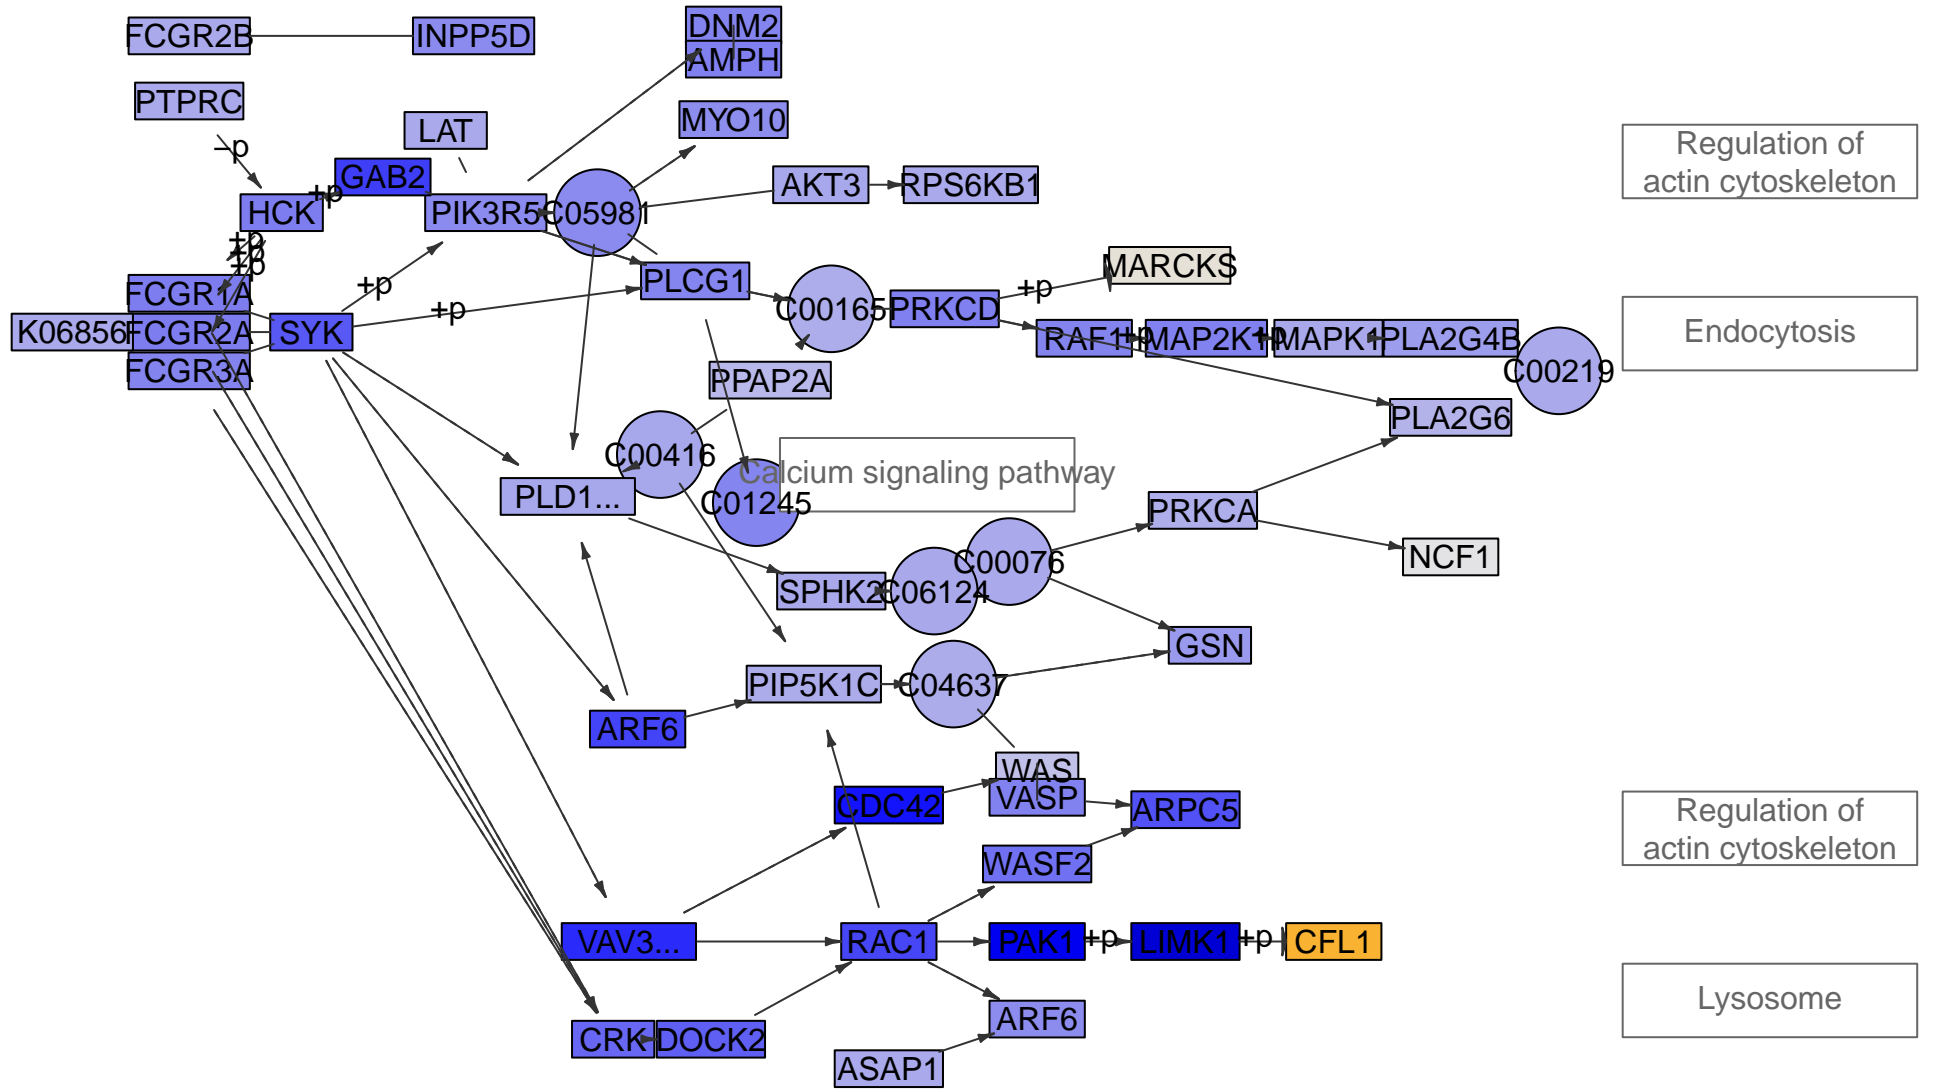 FCGR2B
INPP5D
DNM2
AMPH
PTPRC
LAT
MYO10
Regulation of
actin cytoskeleton
−p
GAB2
+p
HCK
PIK3R5
C05981
AKT3
RPS6KB1
+p
+p
+p
MARCKS
FCGR1A
+p
+p
PLCG1
C00165
PRKCD
+p
K06856
FCGR2A
SYK
RAF1
+p
MAP2K1
+p
MAPK1
PLA2G4B
Endocytosis
FCGR3A
PPAP2A
C00219
PLA2G6
C00416
Calcium signaling pathway
PLD1...
C01245
PRKCA
C00076
NCF1
SPHK2
C06124
GSN
PIP5K1C
C04637
ARF6
WAS
CDC42
VASP
ARPC5
Regulation of
actin cytoskeleton
WASF2
VAV3...
RAC1
PAK1
+p
LIMK1
+p
CFL1
Lysosome
ARF6
CRK
DOCK2
ASAP1